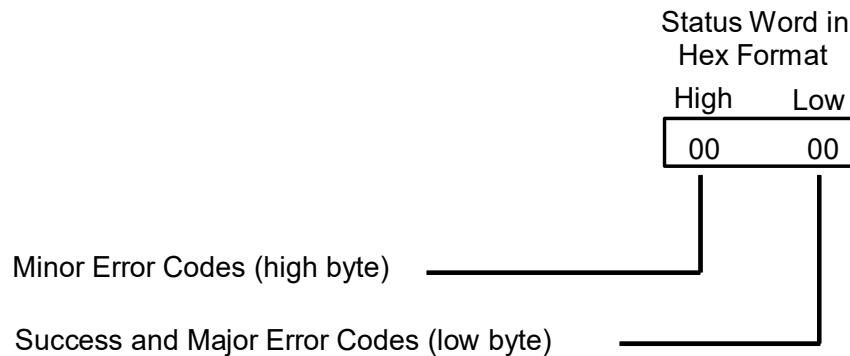 Status Word in
Hex Format
High Low
00 00
Minor Error Codes (high byte)
Success and Major Error Codes (low byte)